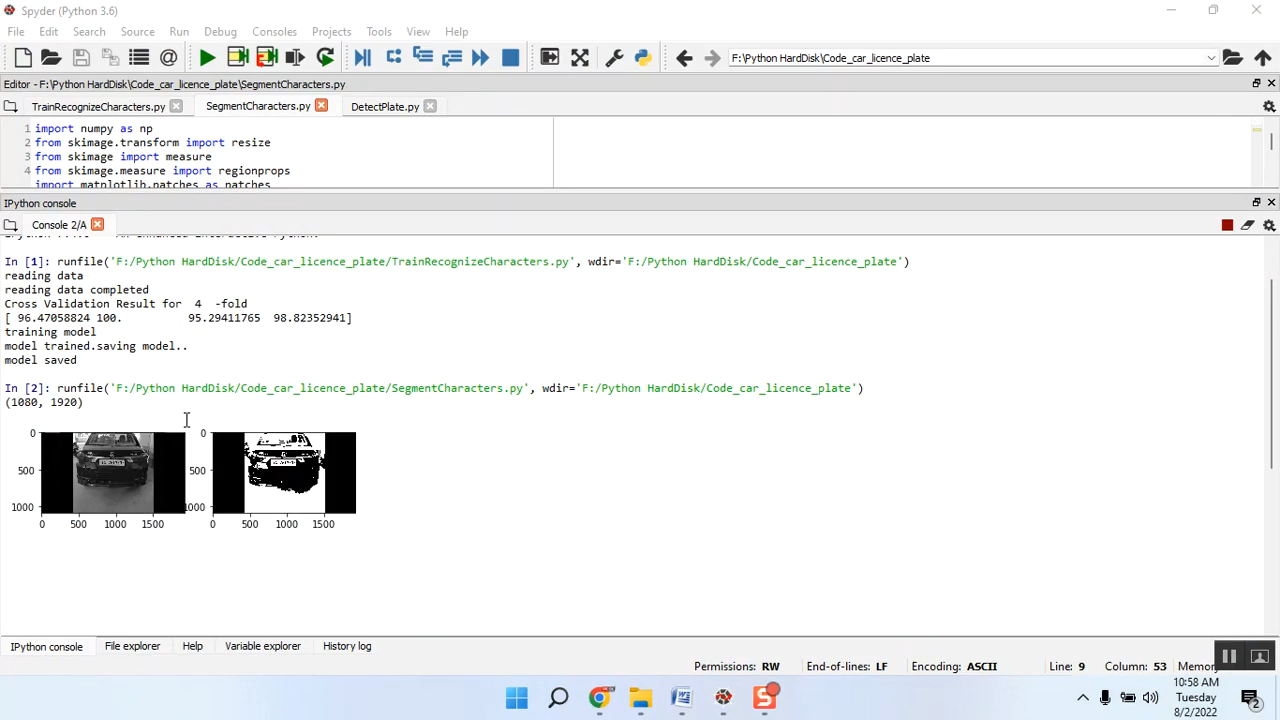 Spyder (Python 3.6)
File Edit Search Source Run Debug Consoles Projects Tools View Help
F:\Python HardDisk\Code_car_licence_plate
Editor - F:\Python HardDisk\Code_car_licence_plate\SegmentCharacters.py
TrainRecognizeCharacters.py SegmentCharacters.py DetectPlate.py
1 import numpy as np
2 from skimage.transform import resize
3 from skimage import measure
4 from skimage.measure import regionprops
import matplotlib.patches as patches
IPython console
Console 2/A
In [1]: runfile('F:/Python HardDisk/Code_car_licence_plate/TrainRecognizeCharacters.py', wdir='F:/Python HardDisk/Code_car_licence_plate')
reading data
reading data completed
Cross Validation Result for 4 -fold
[ 96.47058824 100. 95.29411765 98.82352941]
training model
model trained.saving model..
model saved
In [2]: runfile('F:/Python HardDisk/Code_car_licence_plate/SegmentCharacters.py', wdir='F:/Python HardDisk/Code_car_licence_plate')
(1080, 1920)
0 0
500 500
1000 1000
0 500 1000 1500 0 500 1000 1500
IPython console File explorer Help Variable explorer History log
Permissions: RW End-of-lines: LF Encoding: ASCII Line: 9 Column: 53 Memory
10:58 AM
Tuesday
8/2/2022
2